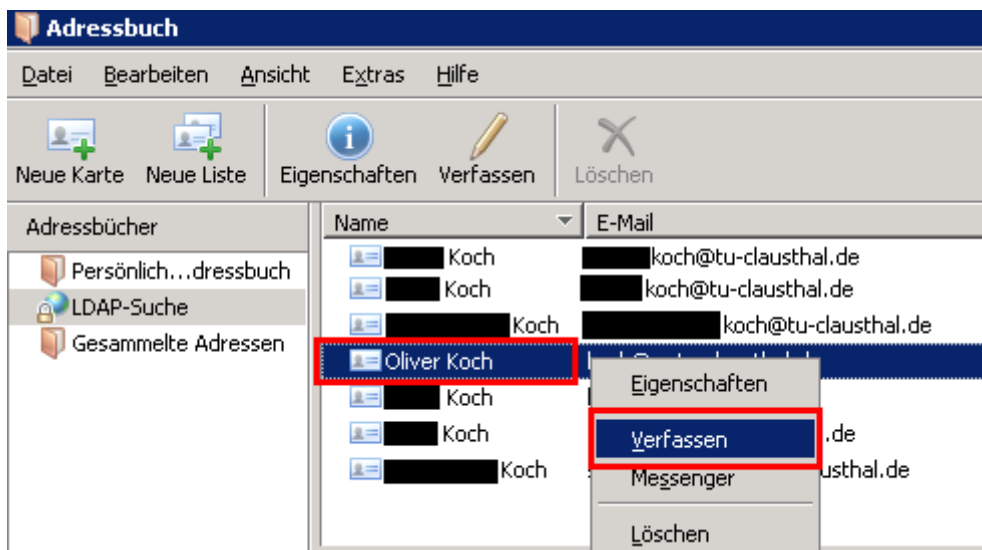 Adressbuch
Datei Bearbeiten Ansicht Extras Hilfe
Neue Karte Neue Liste Eigenschaften Verfassen Löschen
Adressbücher
Persönlich...dressbuch
LDAP-Suche
Gesammelte Adressen
Name E-Mail
Koch koch@tu-clausthal.de
Koch koch@tu-clausthal.de
Koch koch@tu-clausthal.de
Oliver Koch
Koch
Koch .de
Koch usthal.de
Eigenschaften
Verfassen
Messenger
Löschen